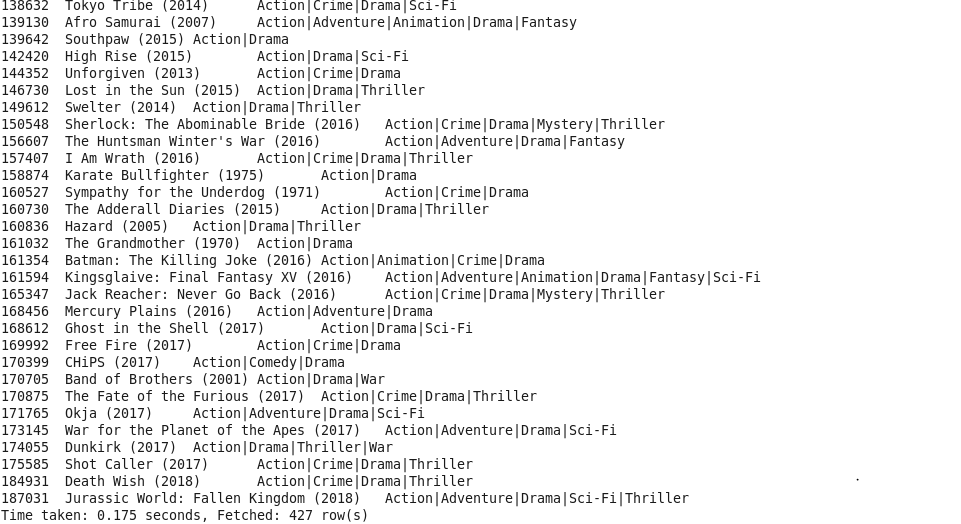 138632  Tokyo Tribe (2014)      Action|Crime|Drama|Sci-Fi
139130  Afro Samurai (2007)     Action|Adventure|Animation|Drama|Fantasy
139642  Southpaw (2015) Action|Drama
142420  High Rise (2015)        Action|Drama|Sci-Fi
144352  Unforgiven (2013)       Action|Crime|Drama
146730  Lost in the Sun (2015)  Action|Drama|Thriller
149612  Swelter (2014)  Action|Drama|Thriller
150548  Sherlock: The Abominable Bride (2016)   Action|Crime|Drama|Mystery|Thriller
156607  The Huntsman Winter's War (2016)        Action|Adventure|Drama|Fantasy
157407  I Am Wrath (2016)       Action|Crime|Drama|Thriller
158874  Karate Bullfighter (1975)       Action|Drama
160527  Sympathy for the Underdog (1971)        Action|Crime|Drama
160730  The Adderall Diaries (2015)     Action|Drama|Thriller
160836  Hazard (2005)   Action|Drama|Thriller
161032  The Grandmother (1970)  Action|Drama
161354  Batman: The Killing Joke (2016) Action|Animation|Crime|Drama
161594  Kingsglaive: Final Fantasy XV (2016)    Action|Adventure|Animation|Drama|Fantasy|Sci-Fi
165347  Jack Reacher: Never Go Back (2016)      Action|Crime|Drama|Mystery|Thriller
168456  Mercury Plains (2016)   Action|Adventure|Drama
168612  Ghost in the Shell (2017)       Action|Drama|Sci-Fi
169992  Free Fire (2017)        Action|Crime|Drama
170399  CHiPS (2017)    Action|Comedy|Drama
170705  Band of Brothers (2001) Action|Drama|War
170875  The Fate of the Furious (2017)  Action|Crime|Drama|Thriller
171765  Okja (2017)     Action|Adventure|Drama|Sci-Fi
173145  War for the Planet of the Apes (2017)   Action|Adventure|Drama|Sci-Fi
174055  Dunkirk (2017)  Action|Drama|Thriller|War
175585  Shot Caller (2017)      Action|Crime|Drama|Thriller
184931  Death Wish (2018)       Action|Crime|Drama|Thriller
187031  Jurassic World: Fallen Kingdom (2018)   Action|Adventure|Drama|Sci-Fi|Thriller
Time taken: 0.175 seconds, Fetched: 427 row(s)